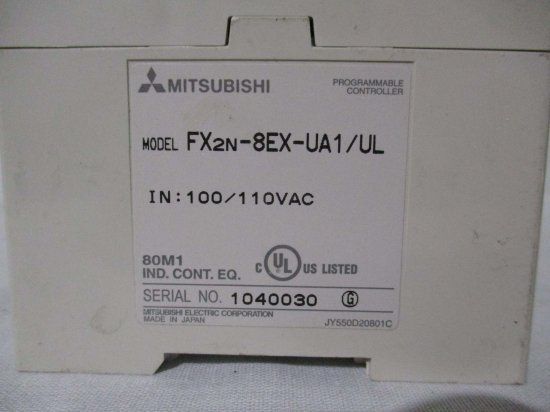 MITSUBISHI
PROGRAMMABLE
CONTROLLER
MODEL FX2N-8EX-UA1/UL
IN:100/110VAC
80M1
IND. CONT. EQ.
C UL US LISTED
SERIAL NO. 1040030 G
MITSUBISHI ELECTRIC CORPORATION
MADE IN JAPAN
JY550D20801C